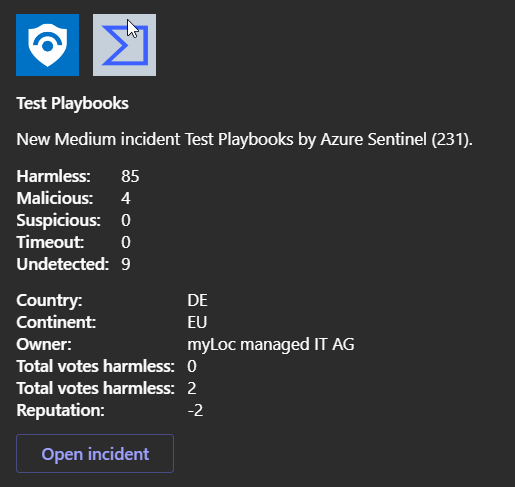 Test Playbooks
New Medium incident Test Playbooks by Azure Sentinel (231).
Harmless: 85
Malicious: 4
Suspicious: 0
Timeout: 0
Undetected: 9
Country: DE
Continent: EU
Owner: myLoc managed IT AG
Total votes harmless: 0
Total votes harmless: 2
Reputation: -2
Open incident